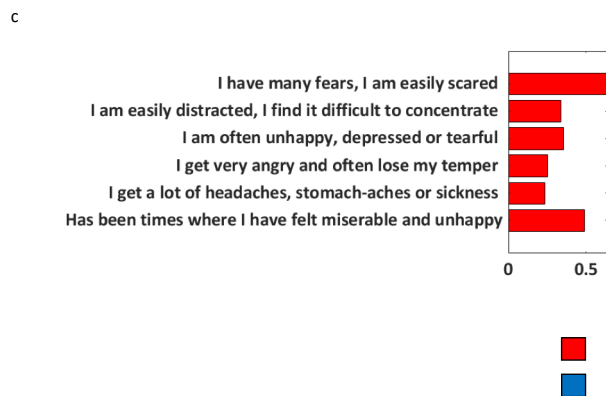 c
I have many fears, I am easily scared
I am easily distracted, I find it difficult to concentrate
I am often unhappy, depressed or tearful
I get very angry and often lose my temper
I get a lot of headaches, stomach-aches or sickness
Has been times where I have felt miserable and unhappy
0 0.5